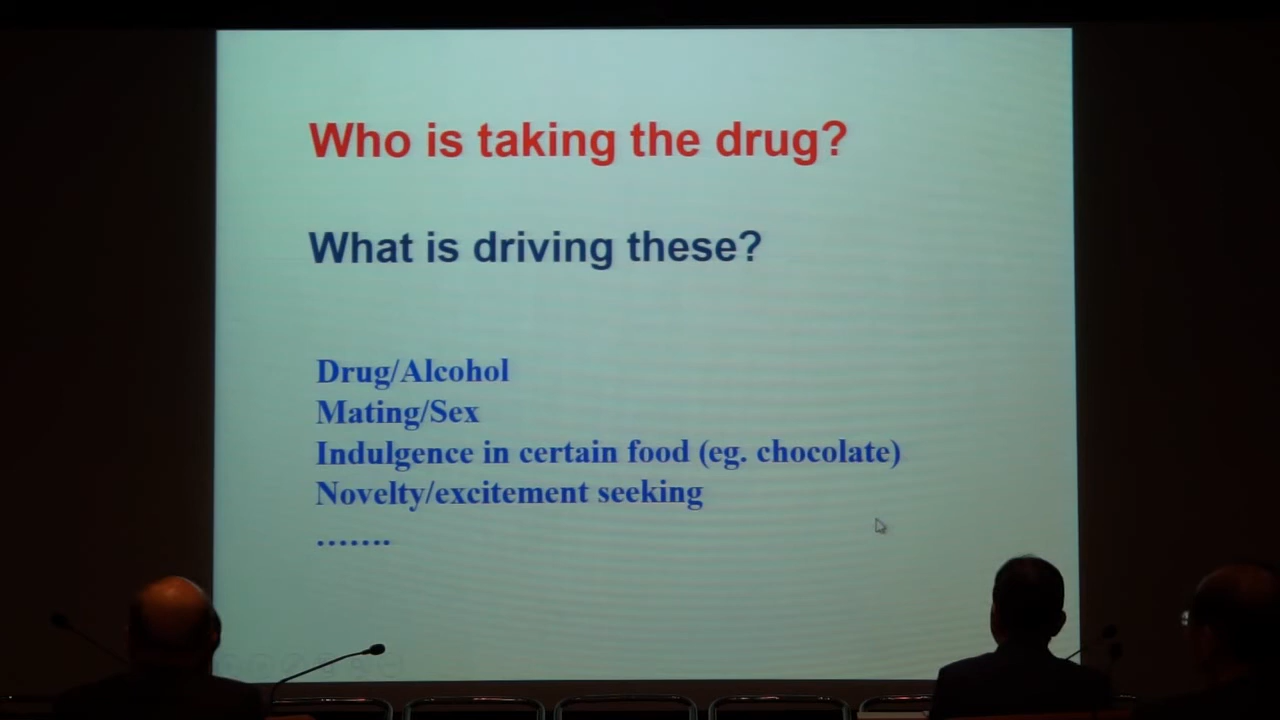 Who is taking the drug?
What is driving these?
Drug/Alcohol
Mating/Sex
Indulgence in certain food (eg. chocolate)
Novelty/excitement seeking
.......